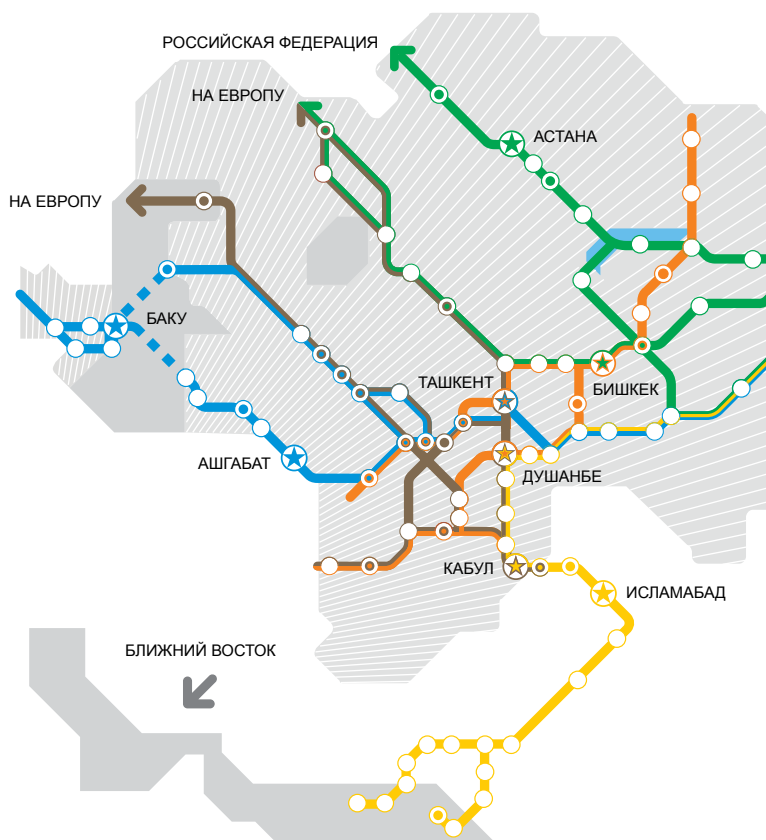 РОССИЙСКАЯ ФЕДЕРАЦИЯ
НА ЕВРОПУ
АСТАНА
НА ЕВРОПУ
БАКУ
ТАШКЕНТ
БИШКЕК
АШГАБАТ
ДУШАНБЕ
КАБУЛ
ИСЛАМАБАД
БЛИЖНИЙ ВОСТОК